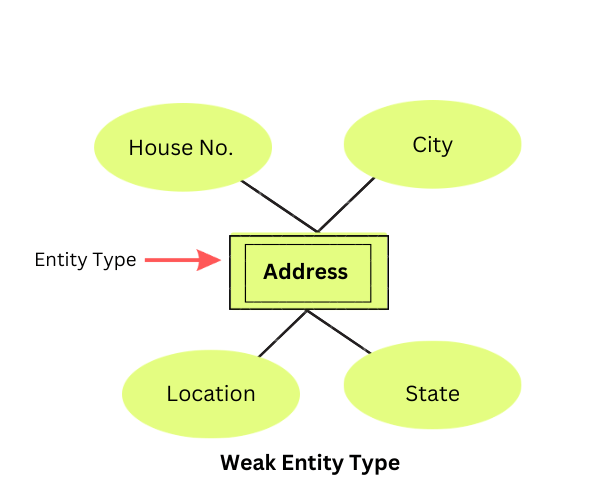 House No.
City
Entity Type
Address
Location
State
Weak Entity Type